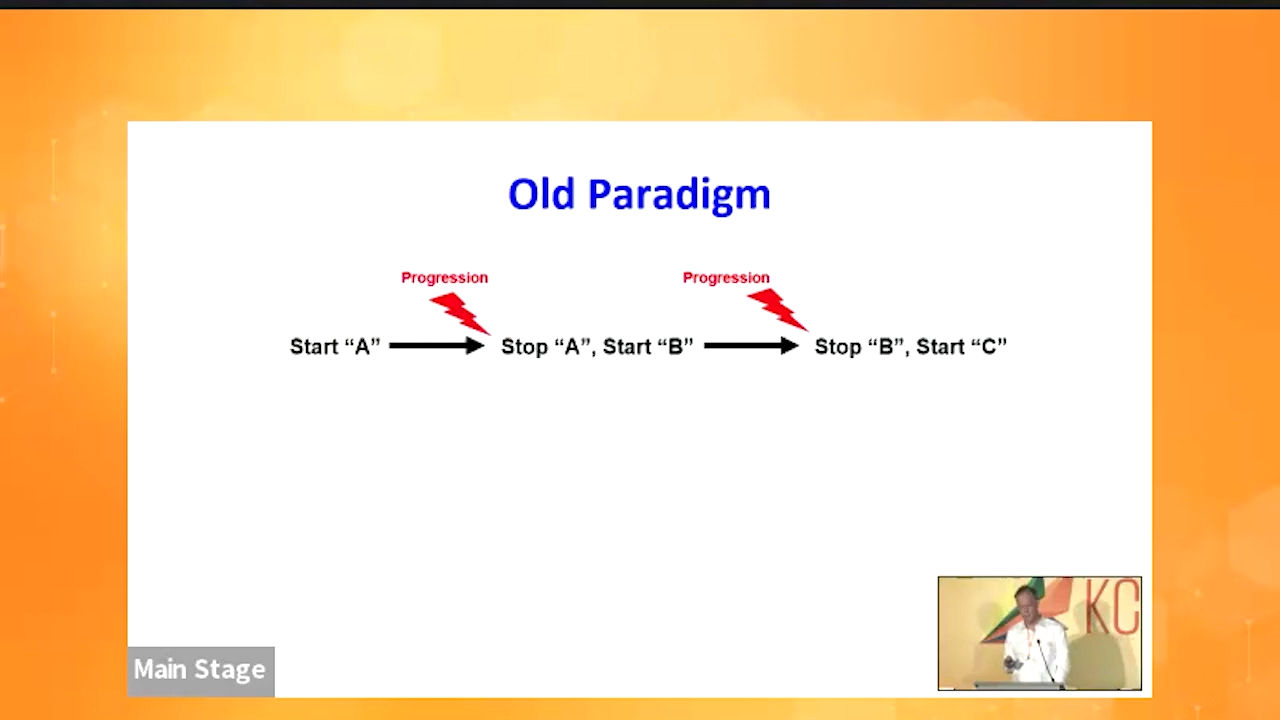 Old Paradigm
Progression
Progression
Start “A”
Stop “A”, Start “B”
Stop “B”, Start “C”
Main Stage
KC